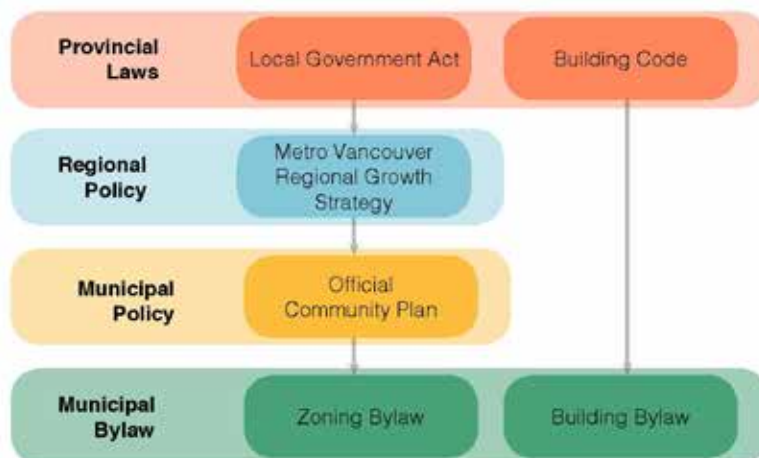 Provincial
Laws
Local Government Act
Building Code
Regional
Policy
Metro Vancouver
Regional Growth
Strategy
Municipal
Policy
Official
Community Plan
Municipal
Bylaw
Zoning Bylaw
Building Bylaw